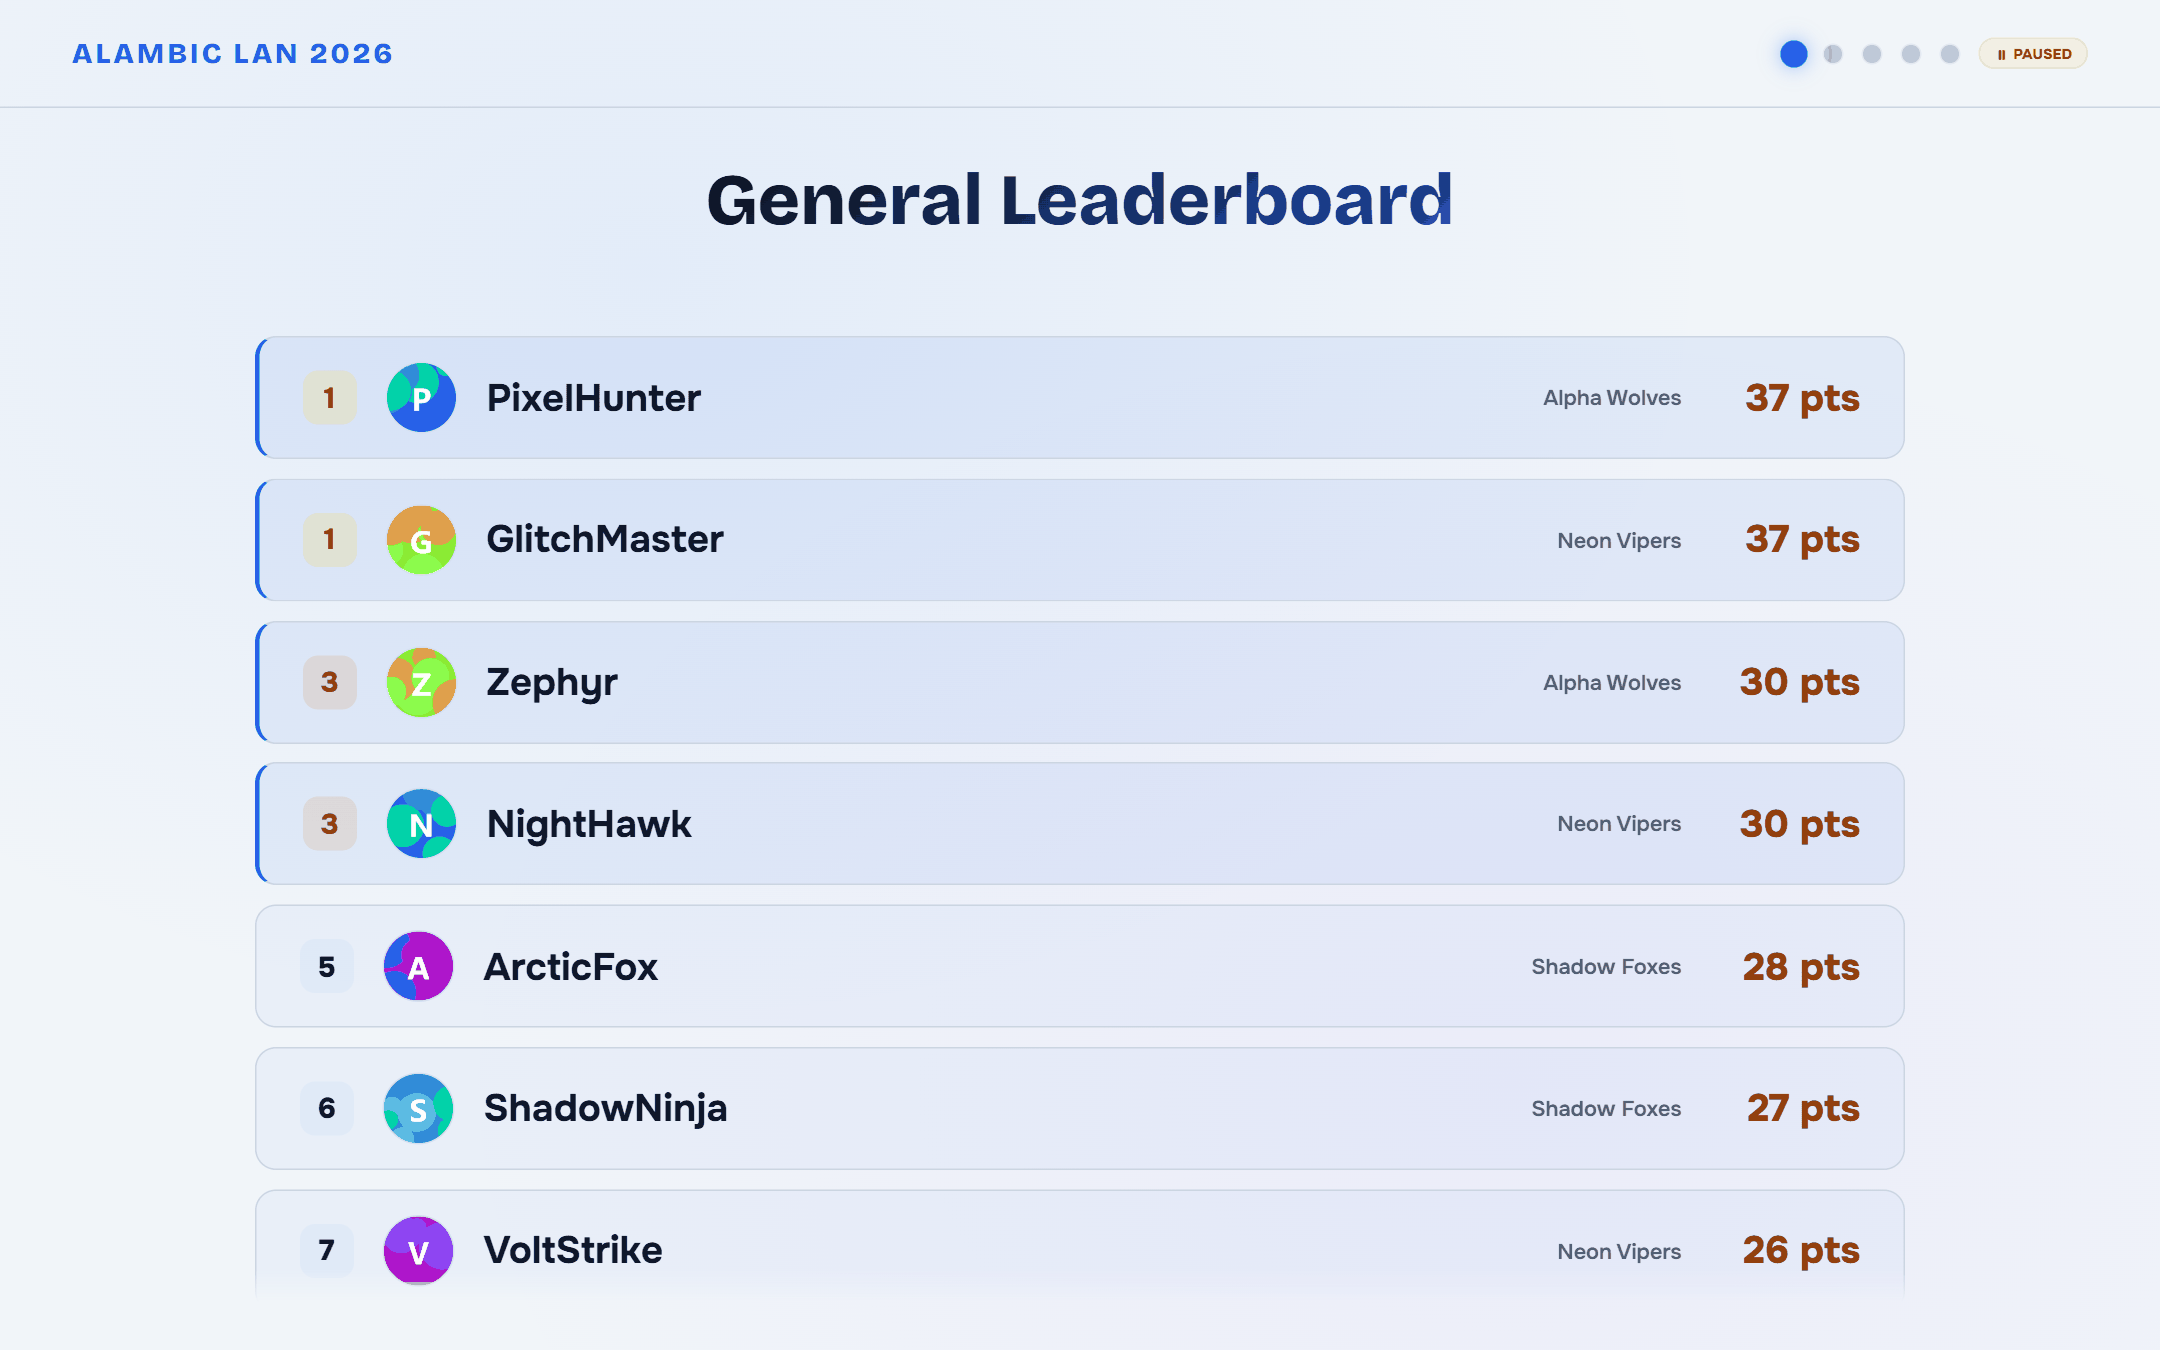 ALAMBIC LAN 2026
PAUSED
General Leaderboard
1 P PixelHunter Alpha Wolves 37 pts
1 G GlitchMaster Neon Vipers 37 pts
3 Z Zephyr Alpha Wolves 30 pts
3 N NightHawk Neon Vipers 30 pts
5 A ArcticFox Shadow Foxes 28 pts
6 S ShadowNinja Shadow Foxes 27 pts
7 V VoltStrike Neon Vipers 26 pts